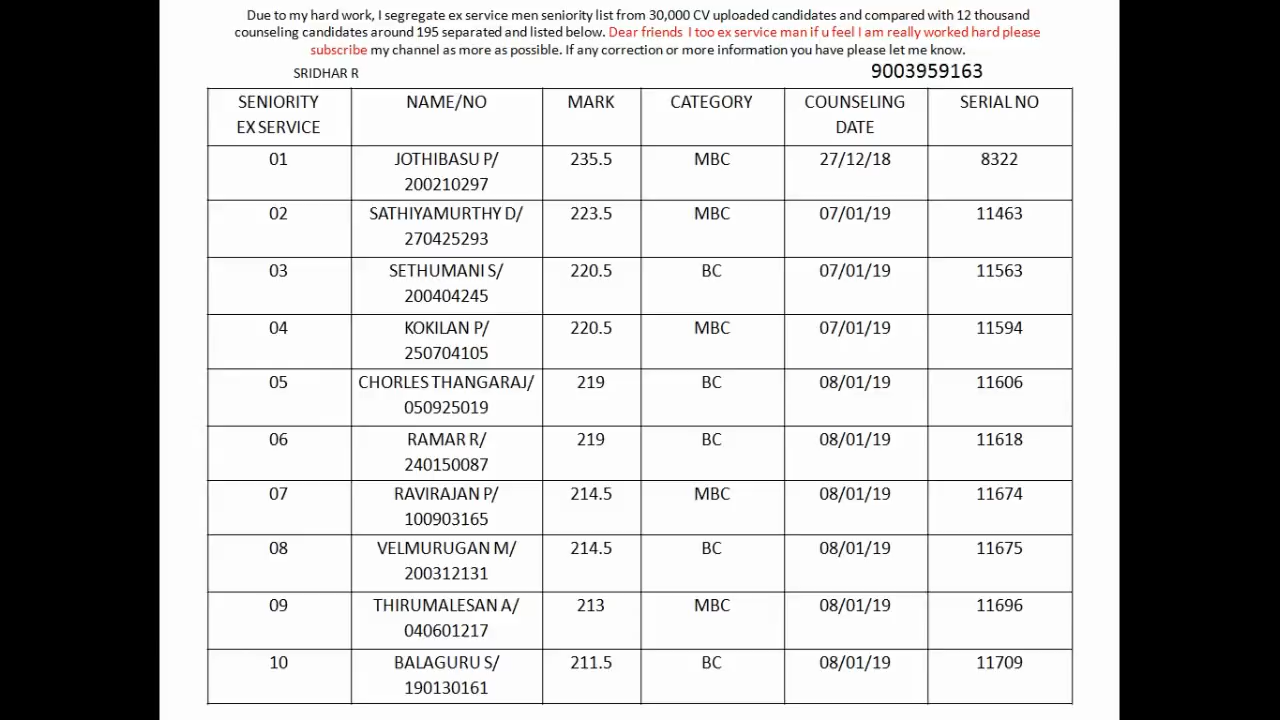 Due to my hard work, I segregate ex service men seniority list from 30,000 CV uploaded candidates and compared with 12 thousand
counseling candidates around 195 separated and listed below. Dear friends I too ex service man if u feel I am really worked hard please
subscribe my channel as more as possible. If any correction or more information you have please let me know.
SRIDHAR R 9003959163
SENIORITY NAME/NO MARK CATEGORY COUNSELING SERIAL NO
EX SERVICE DATE
01 JOTHIBASU P/ 235.5 MBC 27/12/18 8322
200210297
02 SATHIYAMURTHY D/ 223.5 MBC 07/01/19 11463
270425293
03 SETHUMANI S/ 220.5 BC 07/01/19 11563
200404245
04 KOKILAN P/ 220.5 MBC 07/01/19 11594
250704105
05 CHORLES THANGARAJ/ 219 BC 08/01/19 11606
050925019
06 RAMAR R/ 219 BC 08/01/19 11618
240150087
07 RAVIRAJAN P/ 214.5 MBC 08/01/19 11674
100903165
08 VELMURUGAN M/ 214.5 BC 08/01/19 11675
200312131
09 THIRUMALESAN A/ 213 MBC 08/01/19 11696
040601217
10 BALAGURU S/ 211.5 BC 08/01/19 11709
190130161